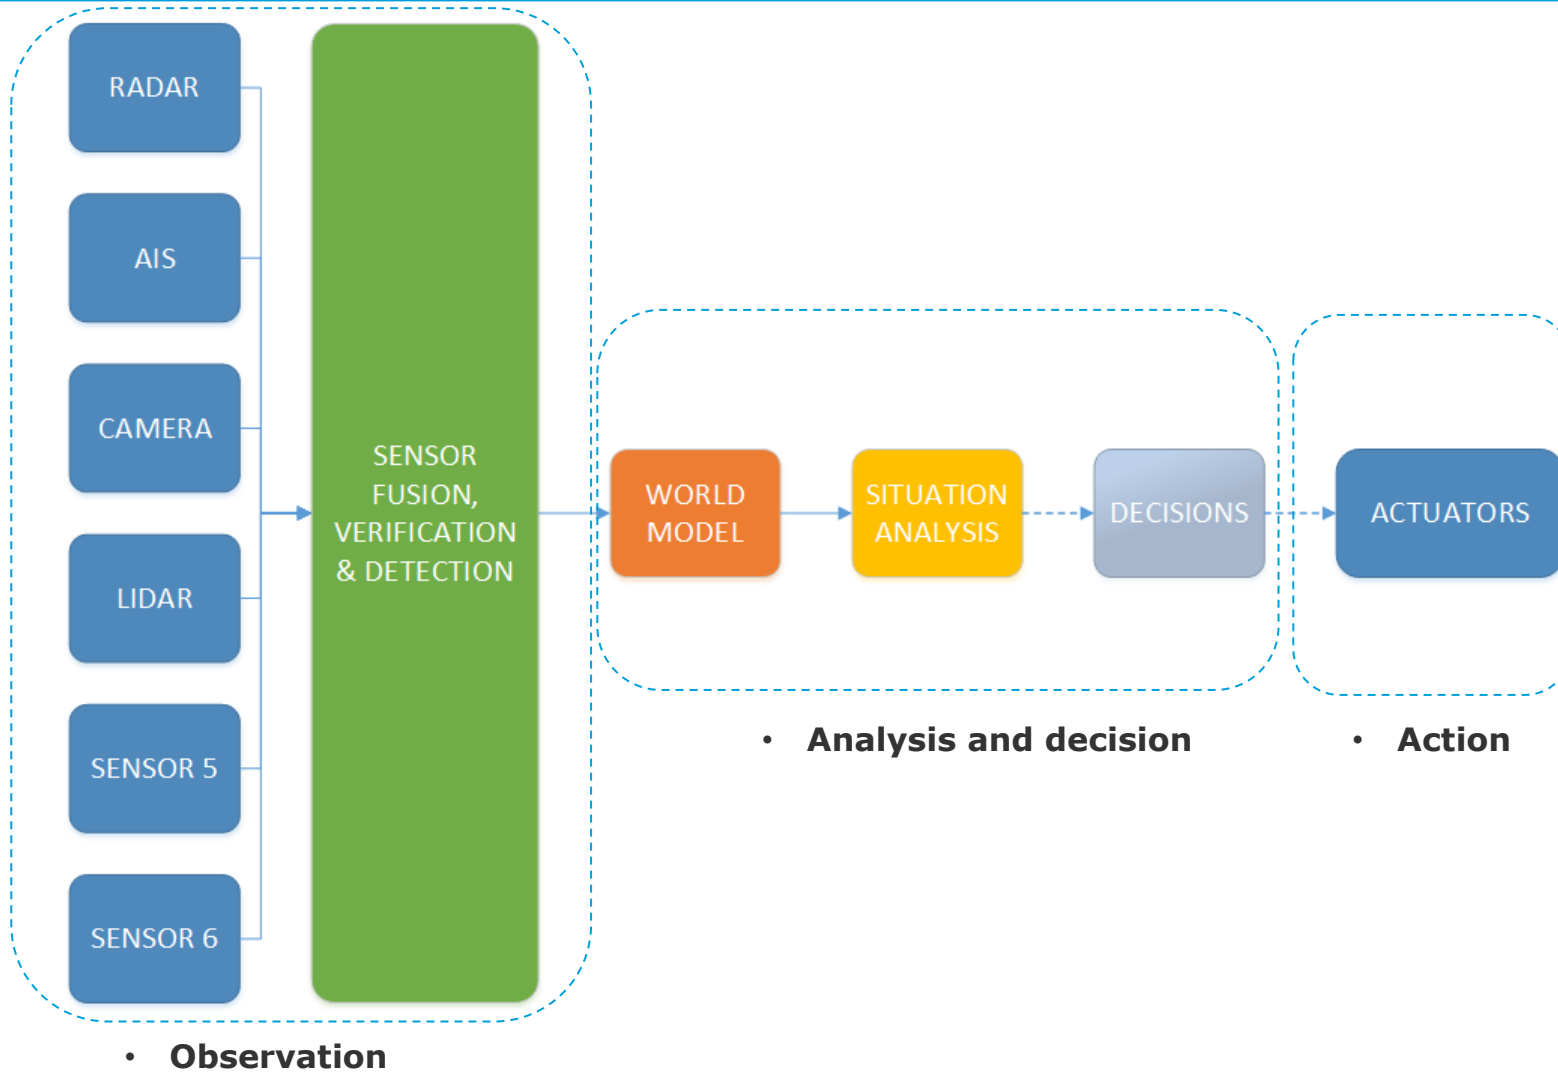 RADAR
AIS
CAMERA
LIDAR
SENSOR 5
SENSOR 6
SENSOR
FUSION,
VERIFICATION
& DETECTION
WORLD
MODEL
SITUATION
ANALYSIS
DECISIONS
ACTUATORS
• Analysis and decision
• Action
• Observation